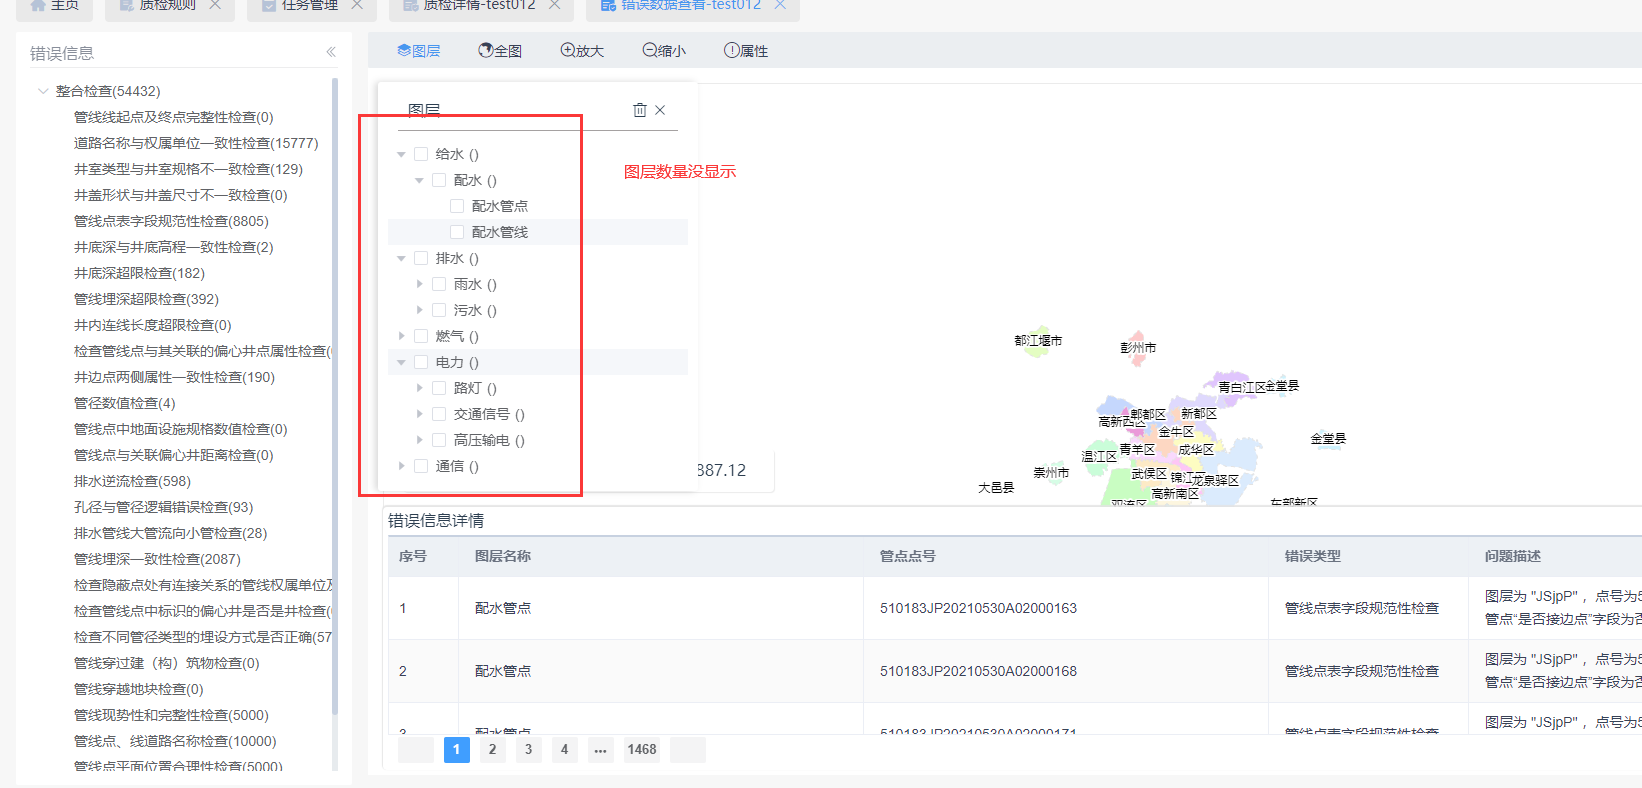 主页
质检规则
任务管理
质检详情-test012
错误数据查看-test012
错误信息
整合检查(54432)
管线线起点及终点完整性检查(0)
道路名称与权属单位一致性检查(15777)
井室类型与井室规格不一致检查(129)
井盖形状与井盖尺寸不一致检查(0)
管线点表字段规范性检查(8805)
井底深与井底高程一致性检查(2)
井底深超限检查(182)
管线埋深超限检查(392)
井内连线长度超限检查(0)
检查管线点与其关联的偏心井点属性检查(
井边点两侧属性一致性检查(190)
管径数值检查(4)
管线点中地面设施规格数值检查(0)
管线点与关联偏心井距离检查(0)
排水逆流检查(598)
孔径与管径逻辑错误检查(93)
排水管线大管流向小管检查(28)
管线埋深一致性检查(2087)
检查隐蔽点处有连接关系的管线权属单位及
检查管线点中标识的偏心井是否是井检查(
检查不同管径类型的埋设方式是否正确(57
管线穿过建（构）筑物检查(0)
管线穿越地块检查(0)
管线现势性和完整性检查(5000)
管线点、线道路名称检查(10000)
管线点平面位置合理性检查(5000)
图层
全图
放大
缩小
属性
图层
给水 ()
配水 ()
配水管点
配水管线
排水 ()
雨水 ()
污水 ()
燃气 ()
电力 ()
路灯 ()
交通信号 ()
高压输电 ()
通信 ()
图层数量没显示
887.12
都江堰市
彭州市
青白江区
金堂县
高新西区
郫都区
新都区
金牛区
金堂县
温江区
青羊区
成华区
崇州市
武侯区
锦江区
龙泉驿区
大邑县
高新南区
双流区
东部新区
错误信息详情
序号
图层名称
管点点号
错误类型
问题描述
1
配水管点
510183JP20210530A02000163
管线点表字段规范性检查
图层为 "JSjpP" ，点号为5
管点“是否接边点”字段为否
2
配水管点
510183JP20210530A02000168
管线点表字段规范性检查
图层为 "JSjpP" ，点号为5
管点“是否接边点”字段为否
3
配水管点
510183JP20210530A02000171
管线点表字段规范性检查
图层为 "JSjpP" ，点号为5
1
2
3
4
•••
1468